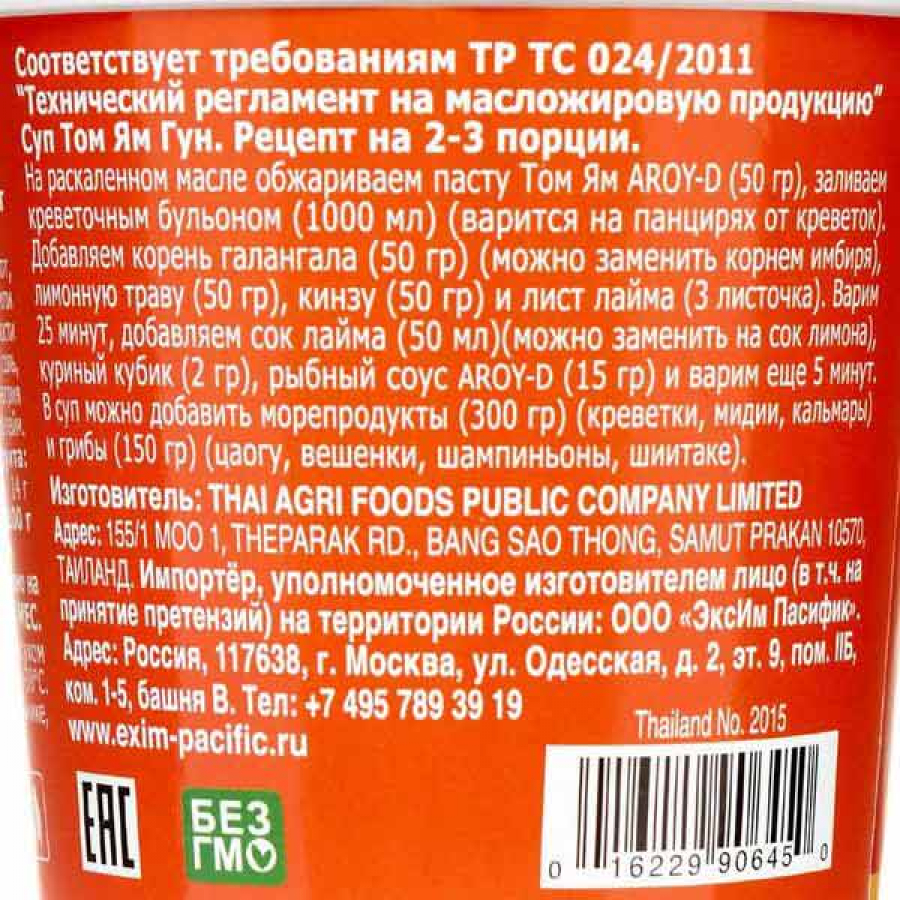 Соответствует требованиям ТР ТС 024/2011
"Технический регламент на масложировую продукцию"
Суп Том Ям Гун. Рецепт на 2-3 порции.
На раскаленном масле обжариваем пасту Том Ям AROY-D (50 гр), заливаем
креветочным бульоном (1000 мл) (варится на панцирях от креветок).
Добавляем корень галангала (50 гр) (можно заменить корнем имбиря),
лимонную траву (50 гр), кинзу (50 гр) и лист лайма (3 листочка). Варим
25 минут, добавляем сок лайма (50 мл)(можно заменить на сок лимона),
куриный кубик (2 гр), рыбный соус AROY-D (15 гр) и варим еще 5 минут.
В суп можно добавить морепродукты (300 гр) (креветки, мидии, кальмары)
и грибы (150 гр) (цаогу, вешенки, шампиньоны, шиитаке).
Изготовитель: THAI AGRI FOODS PUBLIC COMPANY LIMITED
Адрес: 155/1 MOO 1, THEPARAK RD., BANG SAO THONG, SAMUT PRAKAN 10570,
ТАИЛАНД. Импортёр, уполномоченное изготовителем лицо (в т.ч. на
принятие претензий) на территории России: ООО «ЭксИм Пасифик».
Адрес: Россия, 117638, г. Москва, ул. Одесская, д. 2, эт. 9, пом. IIБ,
ком. 1-5, башня В. Тел: +7 495 789 39 19
www.exim-pacific.ru
Thailand No. 2015
EAC
БЕЗ
ГМО
0 16229 90645 0